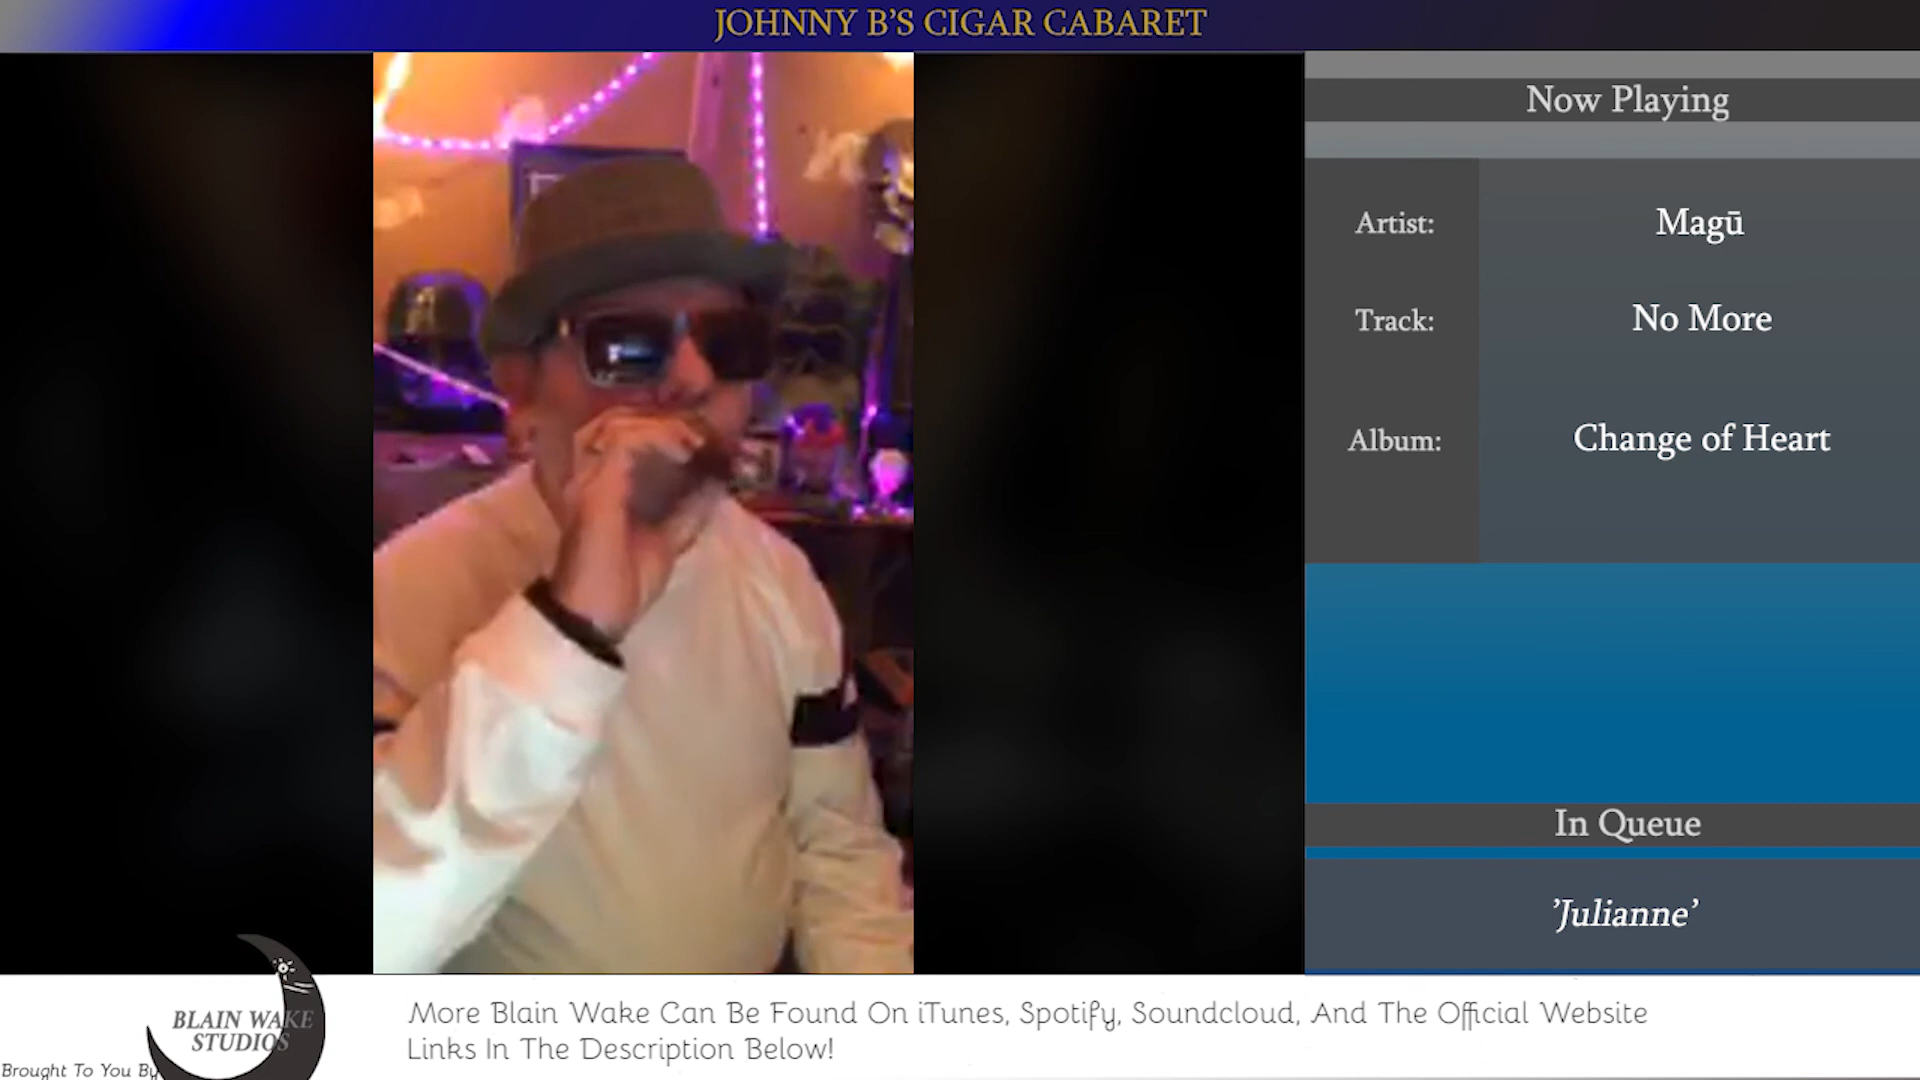 JOHNNY B'S CIGAR CABARET
Now Playing
Artist: Magū
Track: No More
Album: Change of Heart
In Queue
'Julianne'
BLAIN WAKE
STUDIOS
Brought To You By
More Blain Wake Can Be Found On iTunes, Spotify, Soundcloud, And The Official Website
Links In The Description Below!